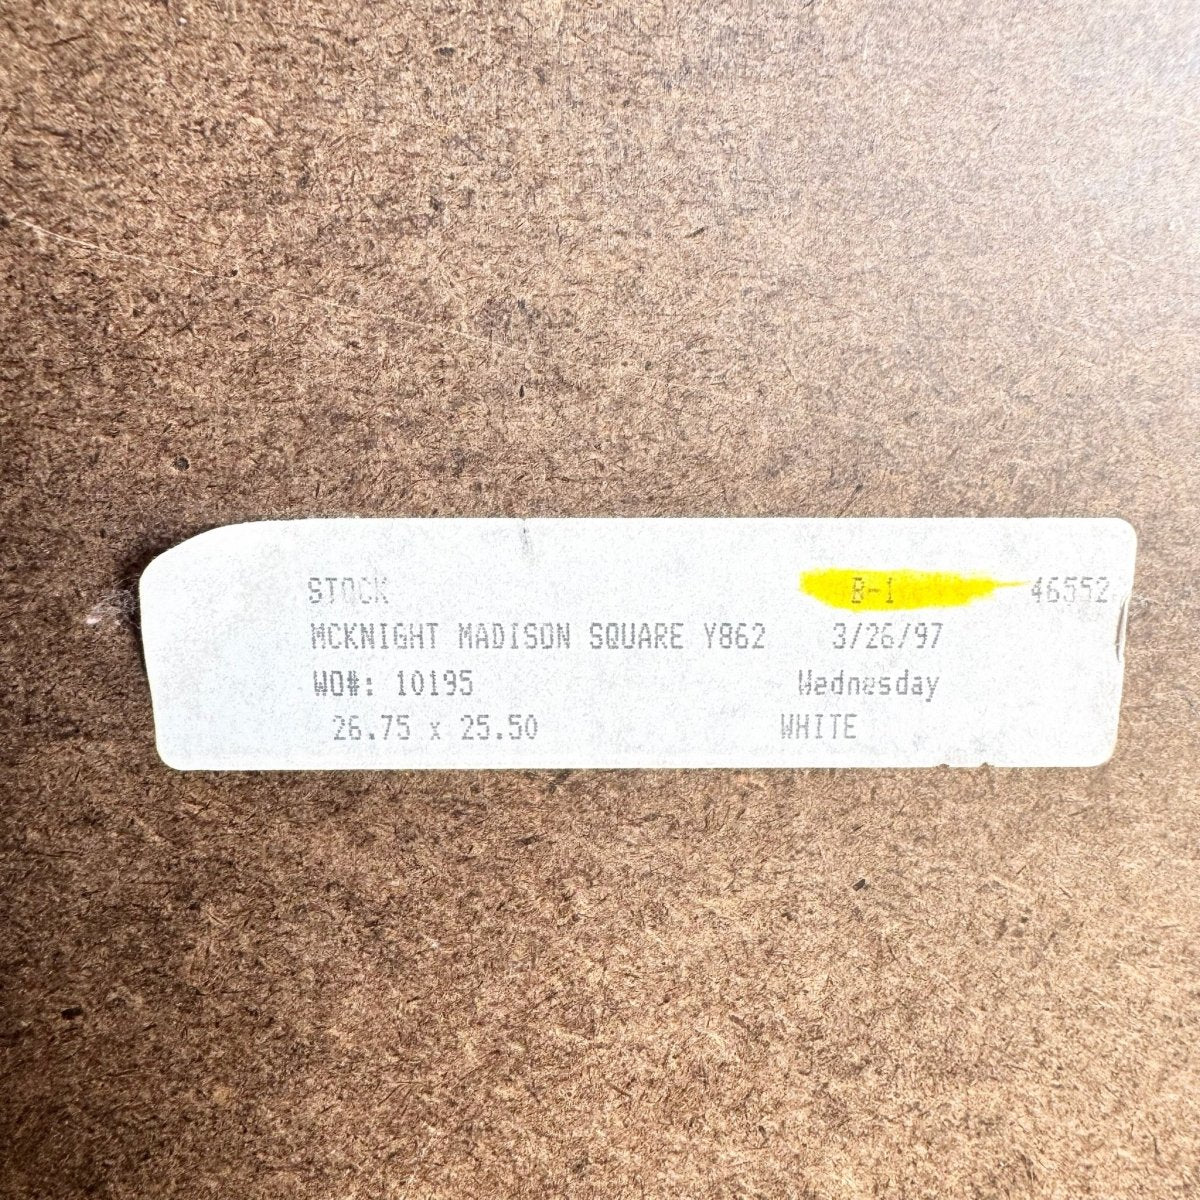 STOCK B-1 46552
MCKNIGHT MADISON SQUARE Y862 3/26/97
WO#: 10195 Wednesday
26.75 x 25.50 WHITE